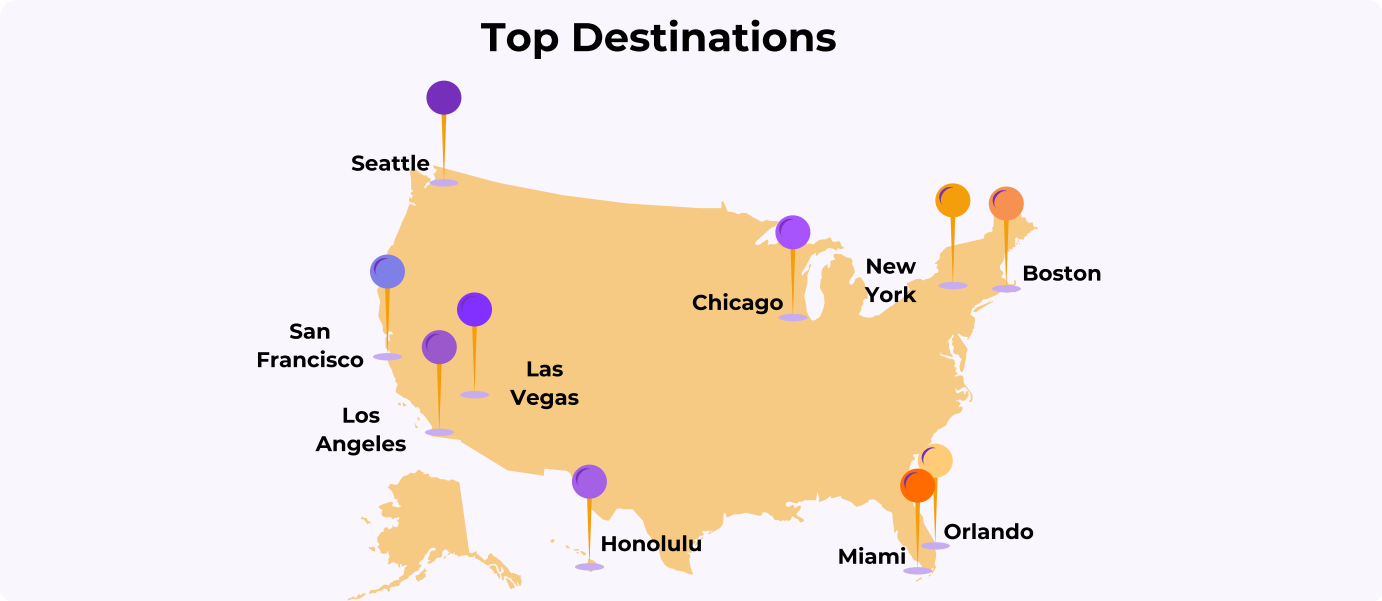 Top Destinations
Seattle
San
Francisco
Los
Angeles
Las
Vegas
Chicago
New
York
Boston
Honolulu
Miami
Orlando